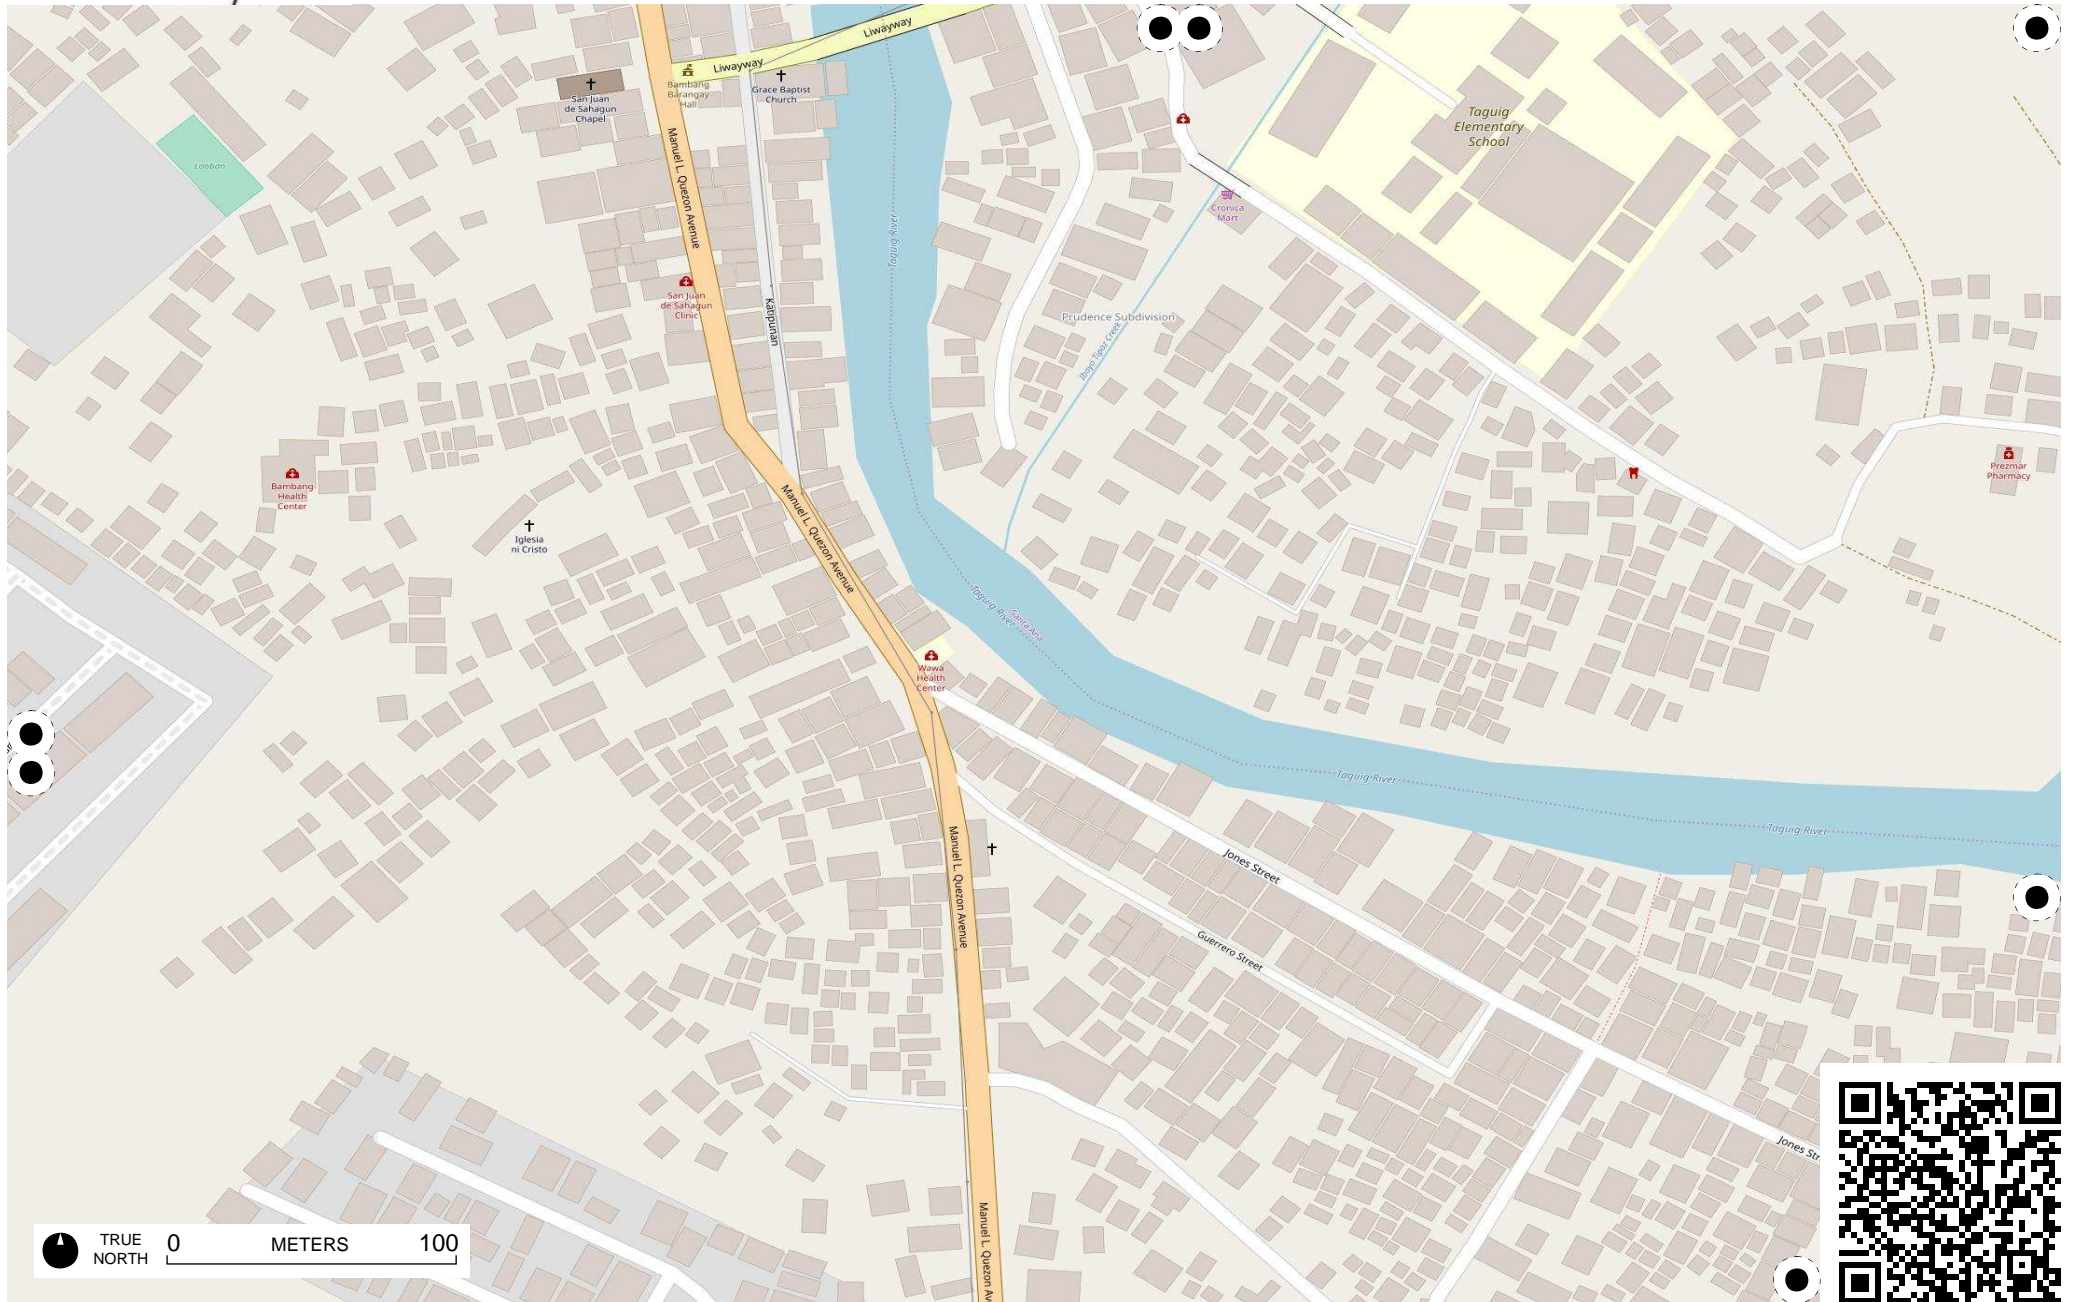 Liwayway
Liwayway
Bambang
Barangay
Hall
Grace Baptist
Church
San Juan
de Sahagun
Chapel
Taguig
Elementary
School
Manuel L. Quezon Avenue
Looban
Cronica
Mart
Taguig River
San Juan
de Sahagun
Clinic
Katipunan
Prudence Subdivision
Iboyo Tipaz Creek
Prezmar
Pharmacy
Bambang
Health
Center
Manuel L. Quezon Avenue
Iglesia
ni Cristo
Taguig River
Santa Ana
Wawa
Health
Center
Taguig River
Taguig River
Manuel L. Quezon Avenue
Jones Street
Guerrero Street
Jones Str
Manuel L. Quezon Av
TRUE
NORTH
0 METERS 100